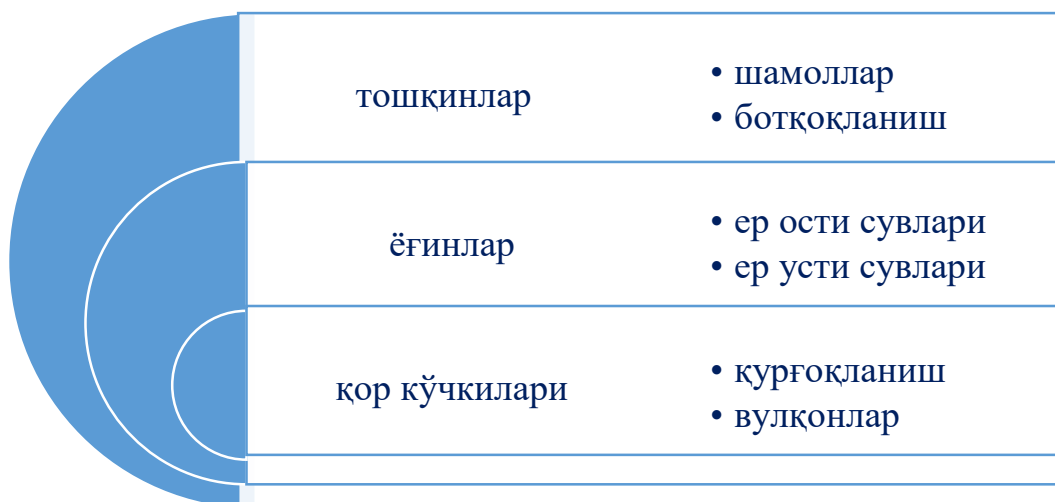 тошқинлар
• шамоллар
• ботқоқланиш
ёғинлар
• ер ости сувлари
• ер усти сувлари
қор кўчкилари
• қурғоқланиш
• вулқонлар